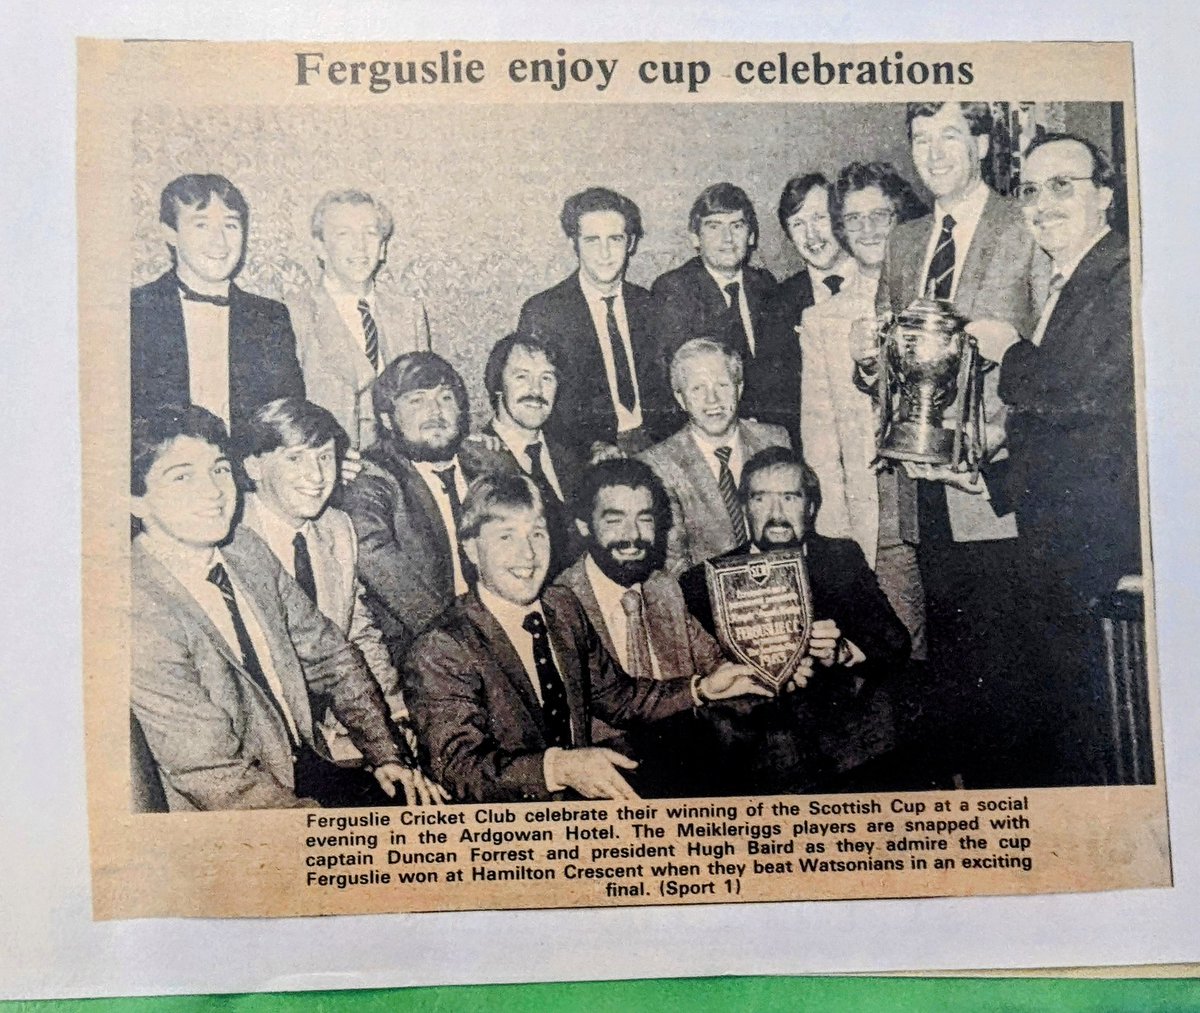 Ferguslie enjoy cup celebrations
FERGUSLIE C.C.
1985
Ferguslie Cricket Club celebrate their winning of the Scottish Cup at a social
evening in the Ardgowan Hotel. The Meikleriggs players are snapped with
captain Duncan Forrest and president Hugh Baird as they admire the cup
Ferguslie won at Hamilton Crescent when they beat Watsonians in an exciting
final. (Sport 1)